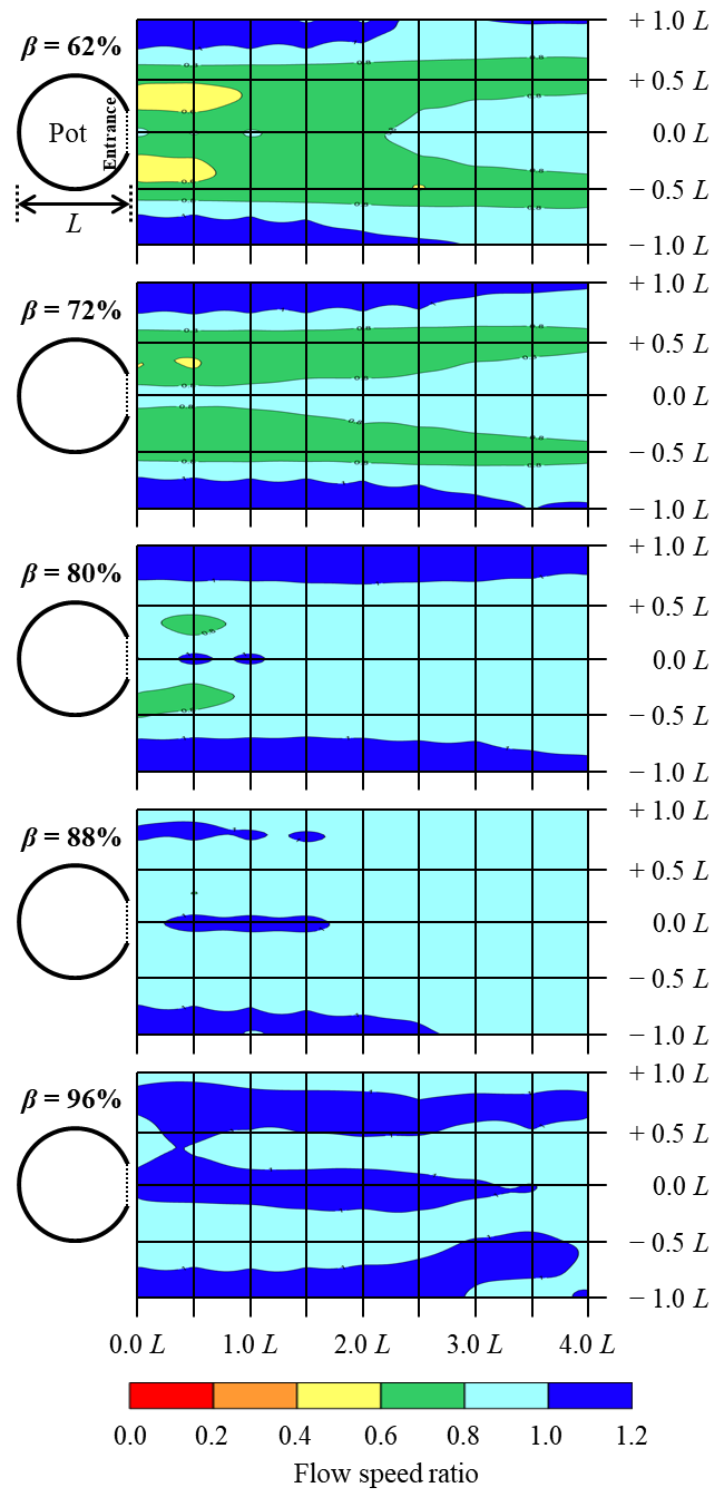 β = 62%
Pot
Entrance
L
+ 1.0 L
+ 0.5 L
0.0 L
− 0.5 L
− 1.0 L
β = 72%
+ 1.0 L
+ 0.5 L
0.0 L
− 0.5 L
− 1.0 L
β = 80%
+ 1.0 L
+ 0.5 L
0.0 L
− 0.5 L
− 1.0 L
β = 88%
+ 1.0 L
+ 0.5 L
0.0 L
− 0.5 L
− 1.0 L
β = 96%
+ 1.0 L
+ 0.5 L
0.0 L
− 0.5 L
− 1.0 L
0.0 L 1.0 L 2.0 L 3.0 L 4.0 L
0.0 0.2 0.4 0.6 0.8 1.0 1.2
Flow speed ratio